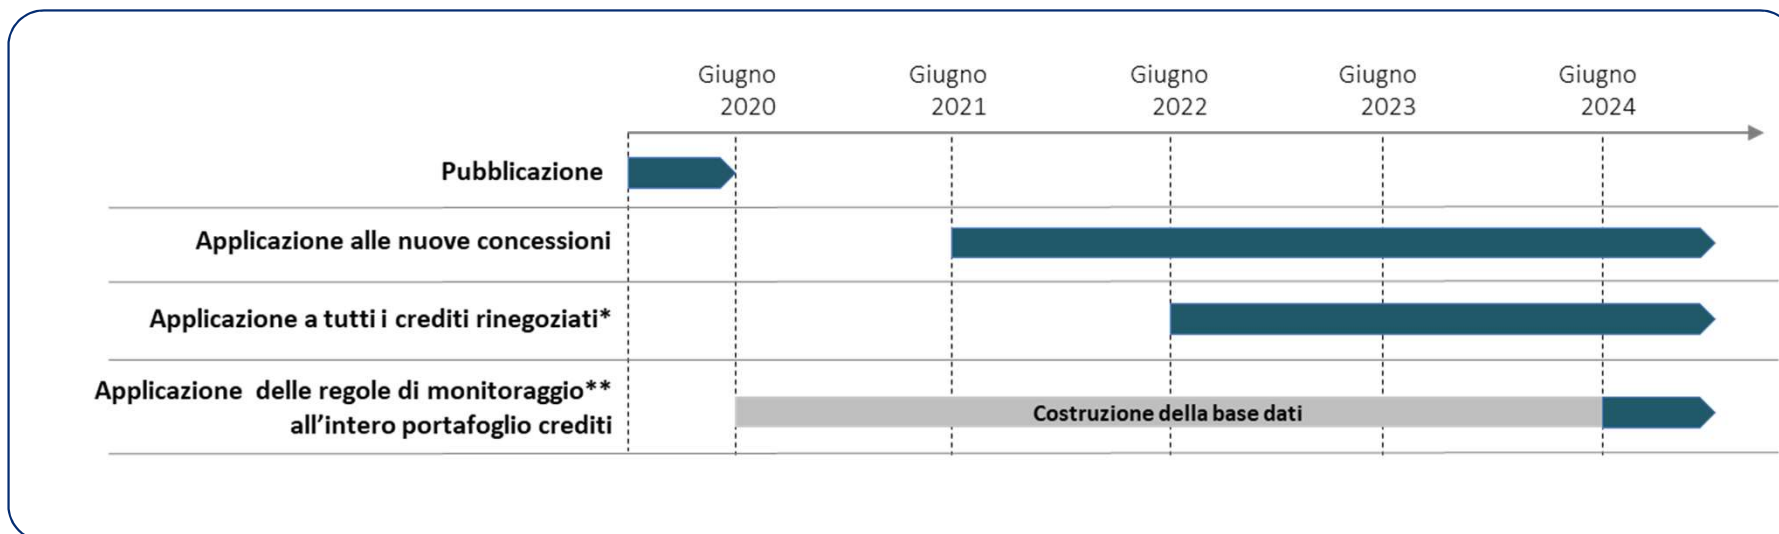 Giugno Giugno Giugno Giugno Giugno
2020 2021 2022 2023 2024
Pubblicazione
Applicazione alle nuove concessioni
Applicazione a tutti i crediti rinegoziati*
Applicazione delle regole di monitoraggio**
all’intero portafoglio crediti
Costruzione della base dati